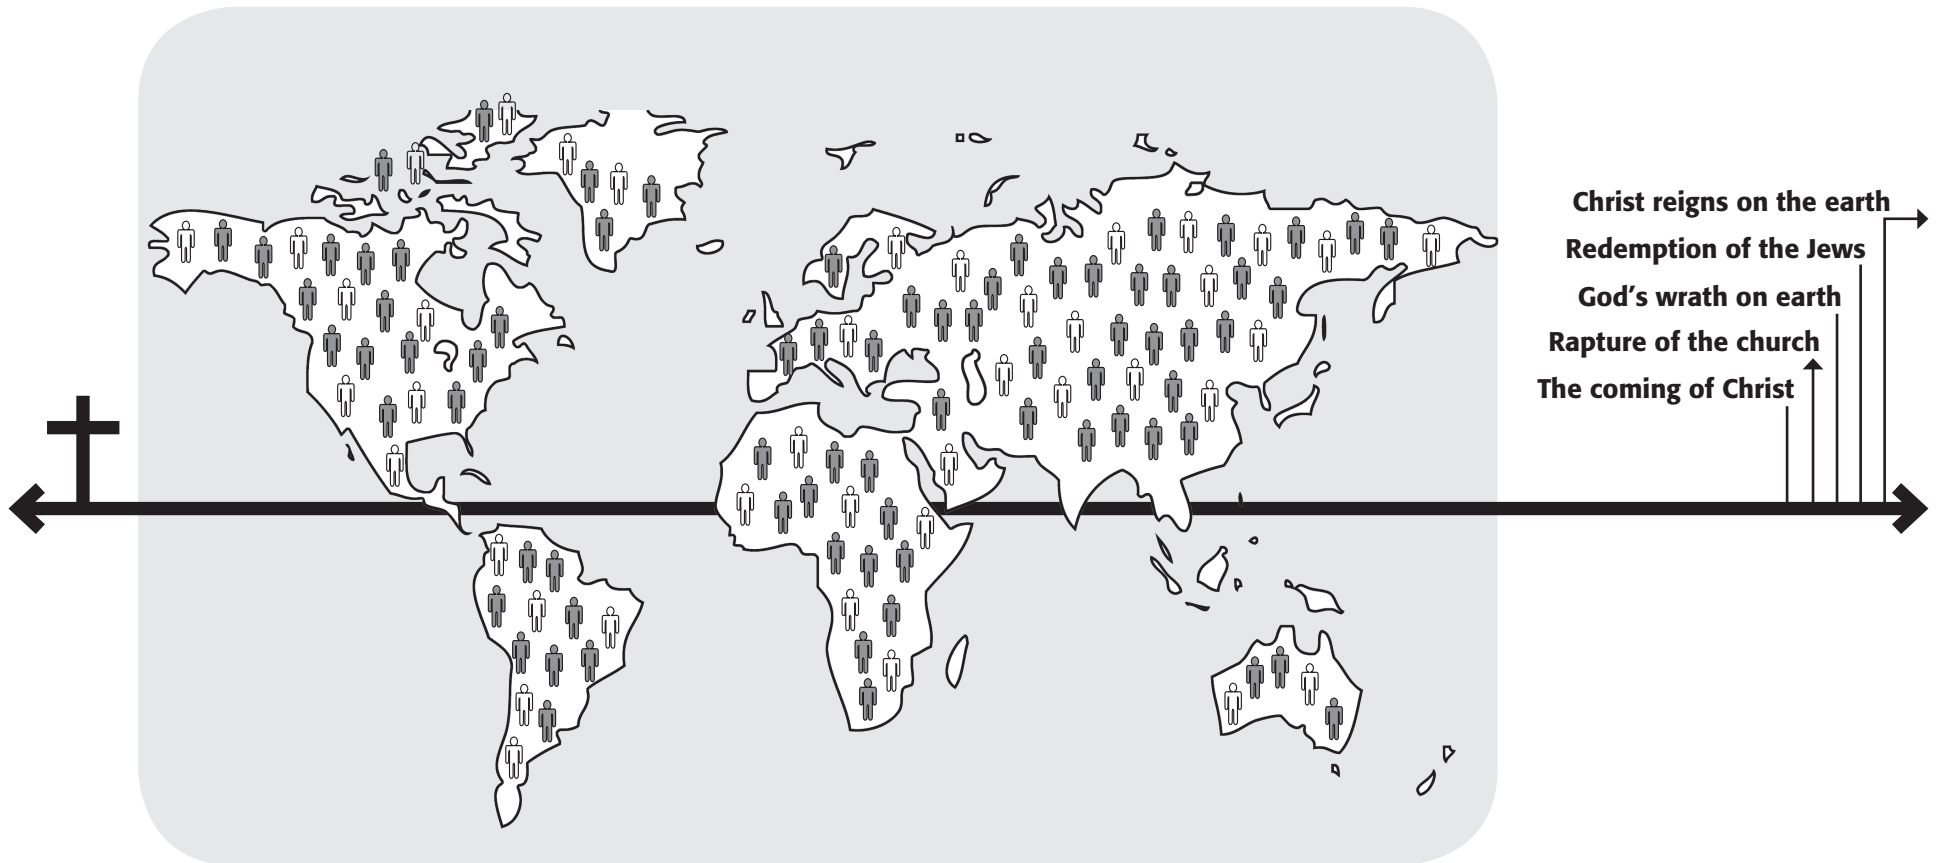 Christ reigns on the earth
Redemption of the Jews
God’s wrath on earth
Rapture of the church
The coming of Christ